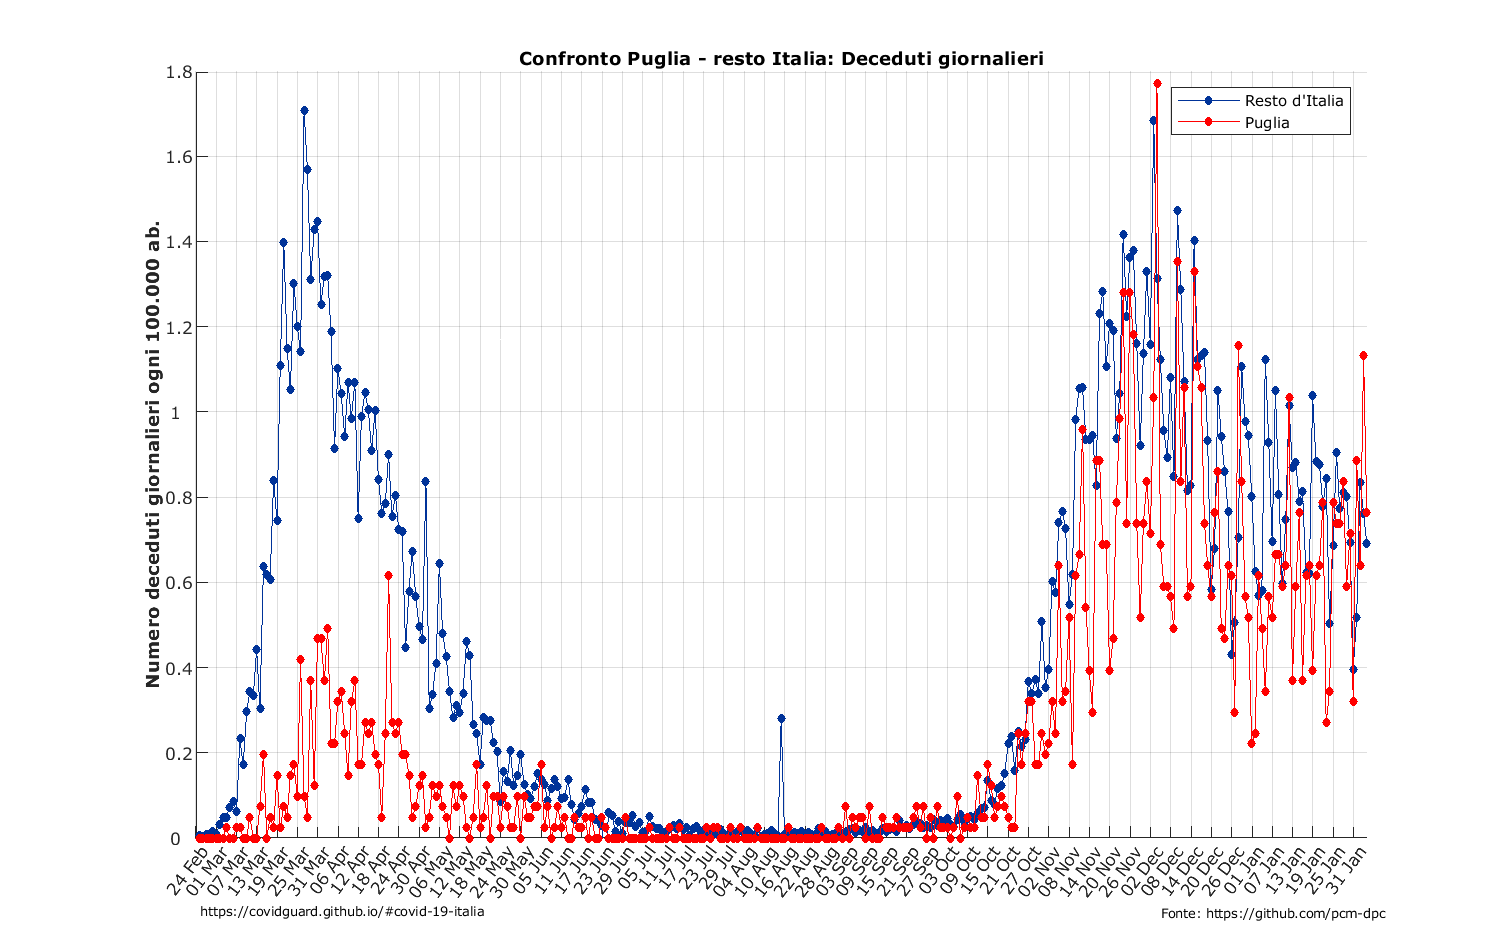 Confronto Puglia - resto Italia: Deceduti giornalieri
Numero deceduti giornalieri ogni 100.000 ab.
1.8
1.6
1.4
1.2
1
0.8
0.6
0.4
0.2
0
Resto d'Italia
Puglia
24 Feb
01 Mar
07 Mar
13 Mar
19 Mar
25 Mar
31 Mar
06 Apr
12 Apr
18 Apr
24 Apr
30 Apr
06 May
12 May
18 May
24 May
30 May
05 Jun
11 Jun
17 Jun
23 Jun
29 Jun
05 Jul
11 Jul
17 Jul
23 Jul
29 Jul
04 Aug
10 Aug
16 Aug
22 Aug
28 Aug
03 Sep
09 Sep
15 Sep
21 Sep
27 Sep
03 Oct
09 Oct
15 Oct
21 Oct
27 Oct
02 Nov
08 Nov
14 Nov
20 Nov
26 Nov
02 Dec
08 Dec
14 Dec
20 Dec
26 Dec
01 Jan
07 Jan
13 Jan
19 Jan
25 Jan
31 Jan
https://covidguard.github.io/#covid-19-italia
Fonte: https://github.com/pcm-dpc